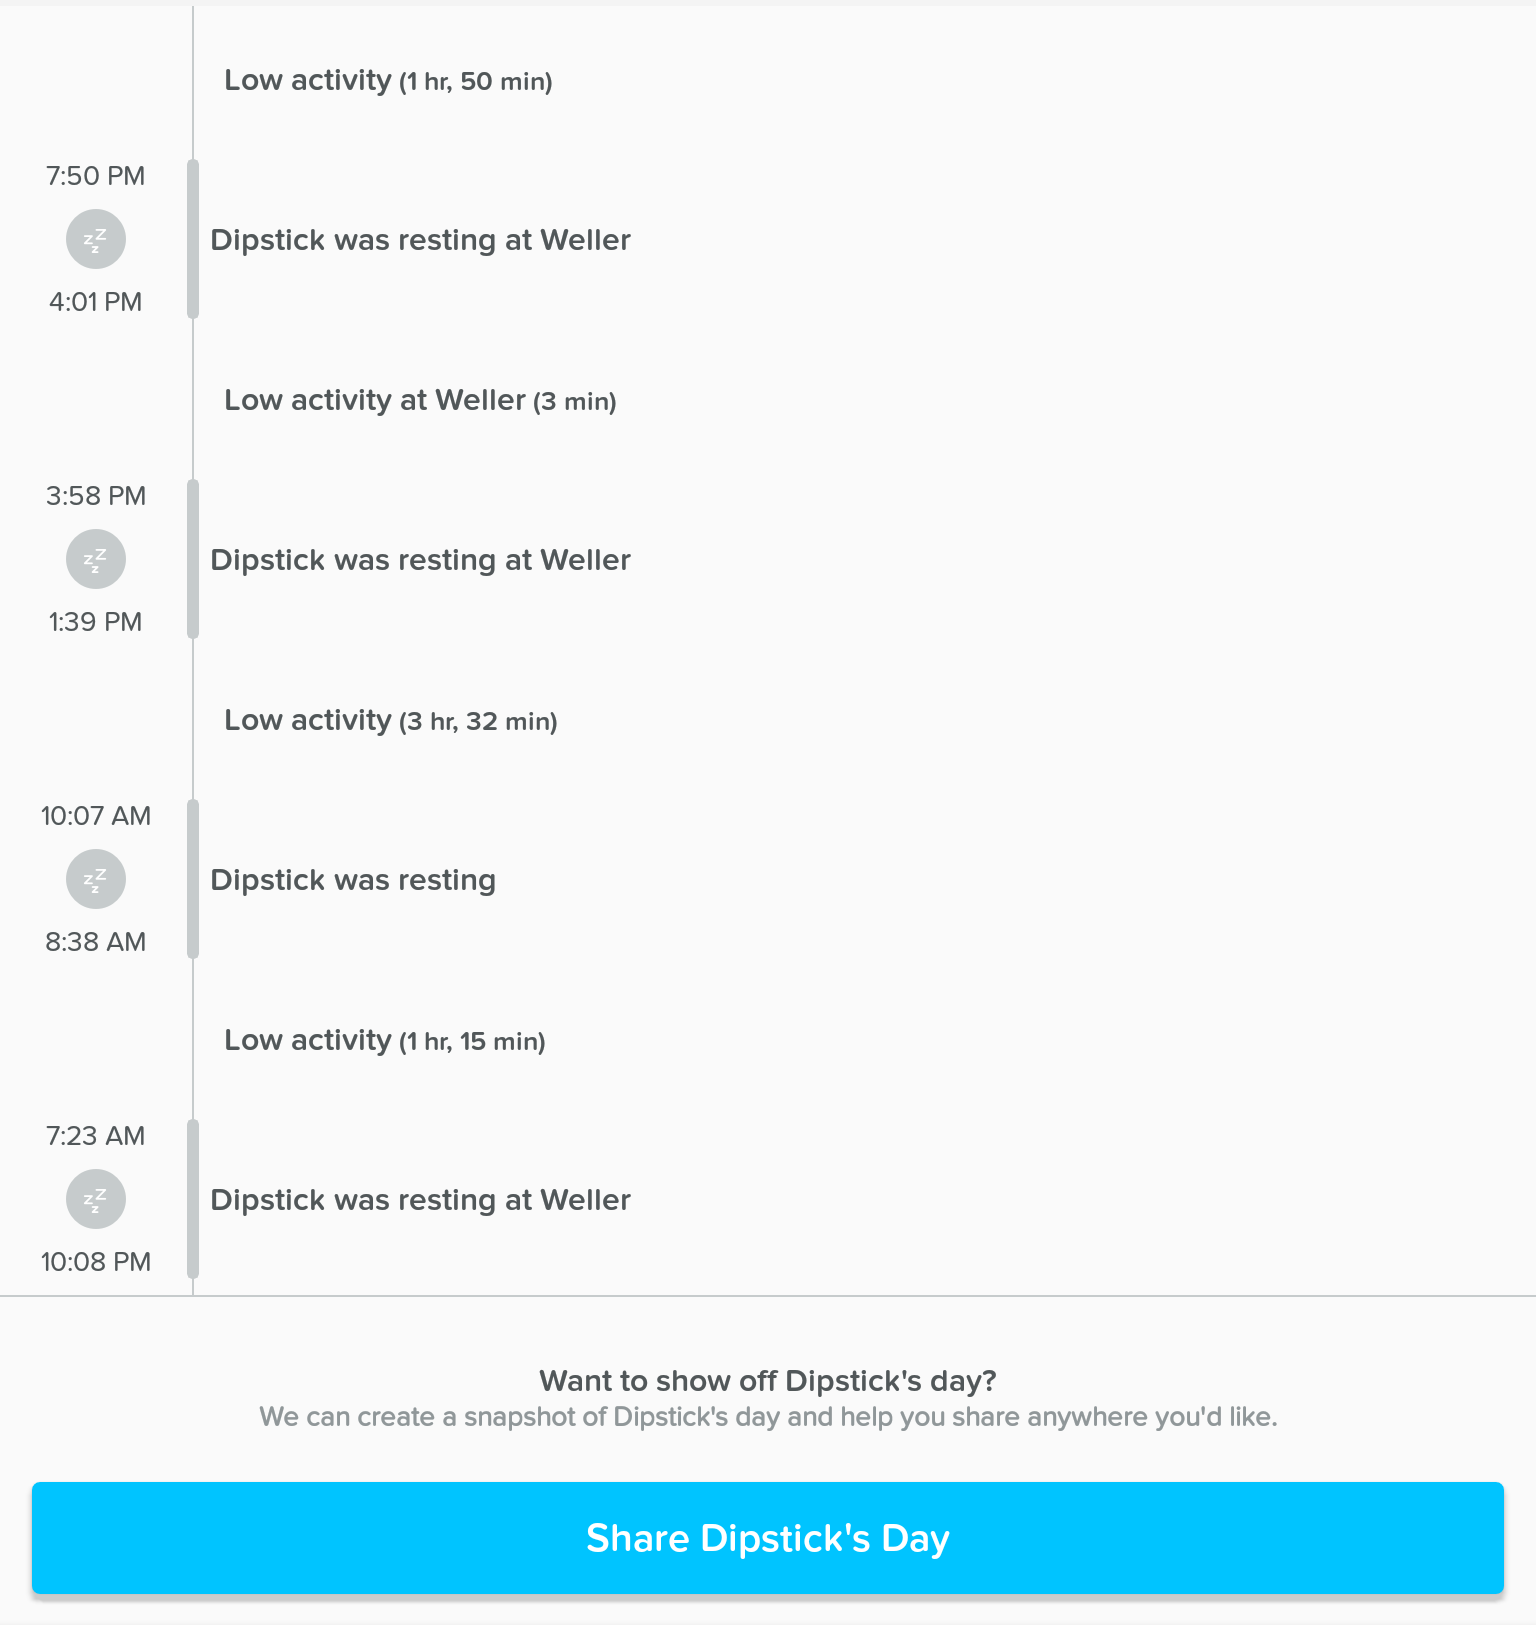 Low activity (1 hr, 50 min)
7:50 PM
zZz
Dipstick was resting at Weller
4:01 PM
Low activity at Weller (3 min)
3:58 PM
zZz
Dipstick was resting at Weller
1:39 PM
Low activity (3 hr, 32 min)
10:07 AM
zZz
Dipstick was resting
8:38 AM
Low activity (1 hr, 15 min)
7:23 AM
zZz
Dipstick was resting at Weller
10:08 PM
Want to show off Dipstick's day?
We can create a snapshot of Dipstick's day and help you share anywhere you'd like.
Share Dipstick's Day